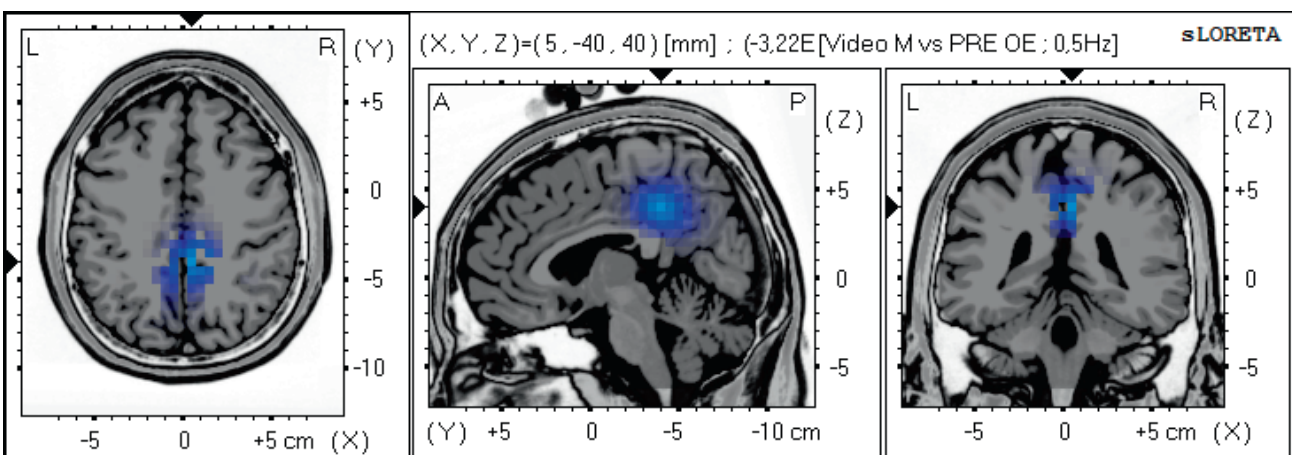 (X, Y, Z)=(5, -40, 40) [mm] ; (-3,22E[Video M vs PRE OE ; 0,5Hz] sLORETA
L R (Y)
+5
0
-5
-10
-5 0 +5 cm (X)
A P (Z)
+5
0
-5
(Y) +5 0 -5 -10 cm
L R (Z)
+5
0
-5
-5 0 +5 cm (X)